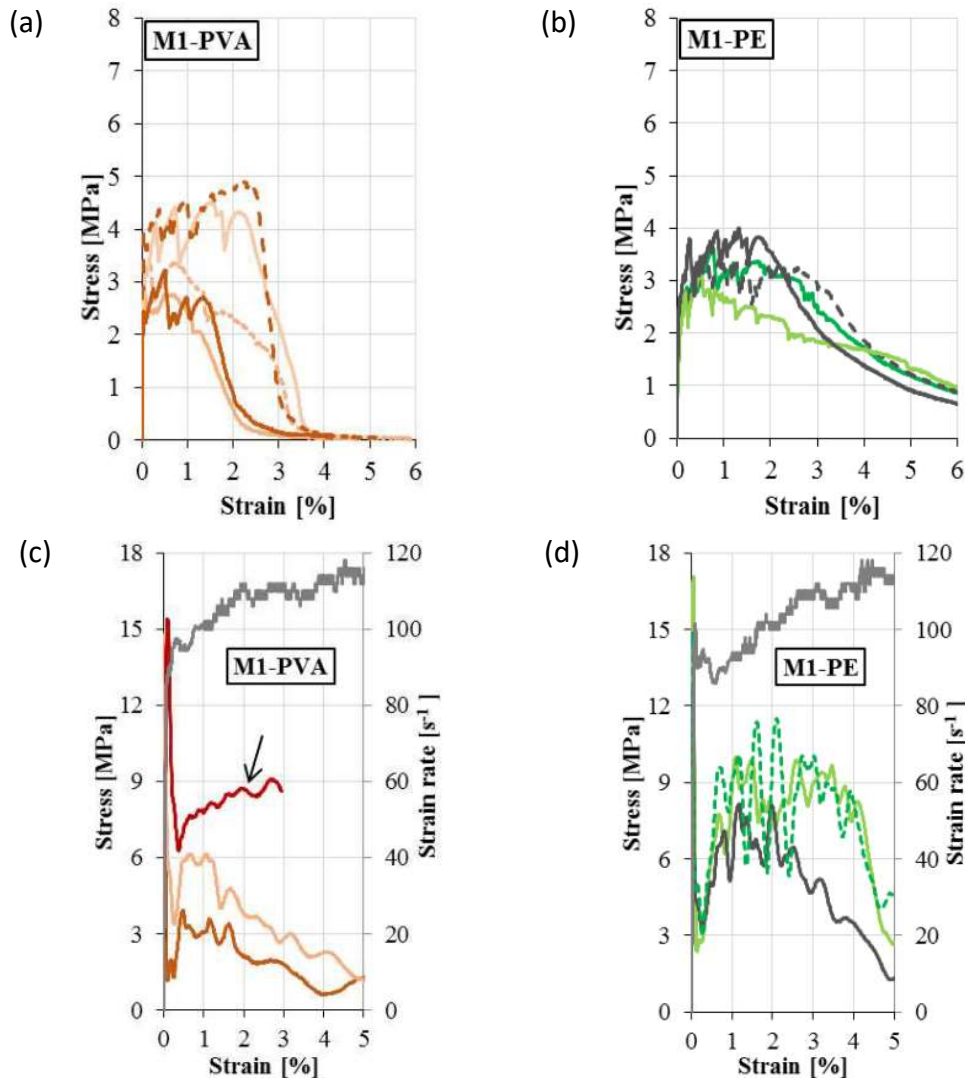 (a)
M1-PVA
8
7
6
5
4
3
2
1
0
Stress [MPa]
0 1 2 3 4 5 6
Strain [%]
(b)
M1-PE
8
7
6
5
4
3
2
1
0
Stress [MPa]
0 1 2 3 4 5 6
Strain [%]
(c)
M1-PVA
18
15
12
9
6
3
0
Stress [MPa]
120
100
80
60
40
20
0
Strain rate [s-1]
0 1 2 3 4 5
Strain [%]
(d)
M1-PE
18
15
12
9
6
3
0
Stress [MPa]
120
100
80
60
40
20
0
Strain rate [s-1]
0 1 2 3 4 5
Strain [%]